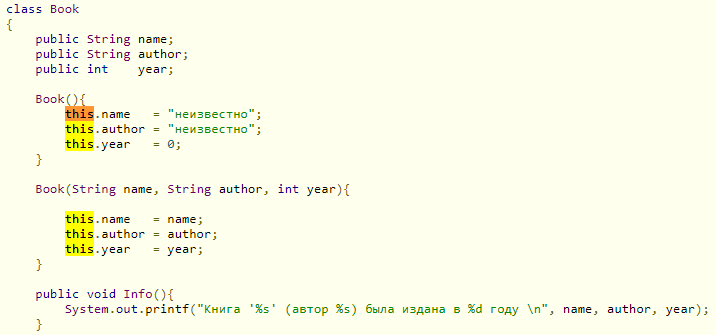 class Book
{
    public String name;
    public String author;
    public int    year;

    Book(){
        this.name   = "неизвестно";
        this.author = "неизвестно";
        this.year   = 0;
    }

    Book(String name, String author, int year){

        this.name   = name;
        this.author = author;
        this.year   = year;
    }

    public void Info(){
        System.out.printf("Книга '%s' (автор %s) была издана в %d году \n", name, author, year);
    }